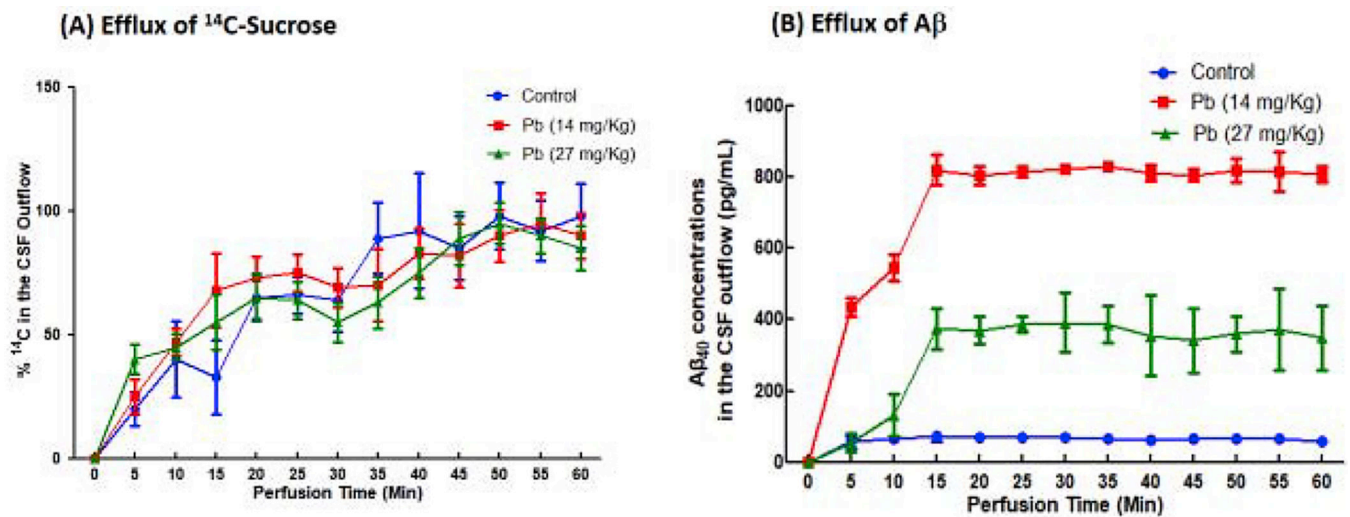 (A) Efflux of ¹⁴C-Sucrose
150
100
50
0
% ¹⁴C in the CSF Outflow
Control
Pb (14 mg/Kg)
Pb (27 mg/Kg)
0 5 10 15 20 25 30 35 40 45 50 55 60
Perfusion Time (Min)
(B) Efflux of Aβ
Control
Pb (14 mg/Kg)
Pb (27 mg/Kg)
1000
800
600
400
200
0
Aβ₄₀ concentrations
in the CSF outflow (pg/mL)
0 5 10 15 20 25 30 35 40 45 50 55 60
Perfusion Time (Min)